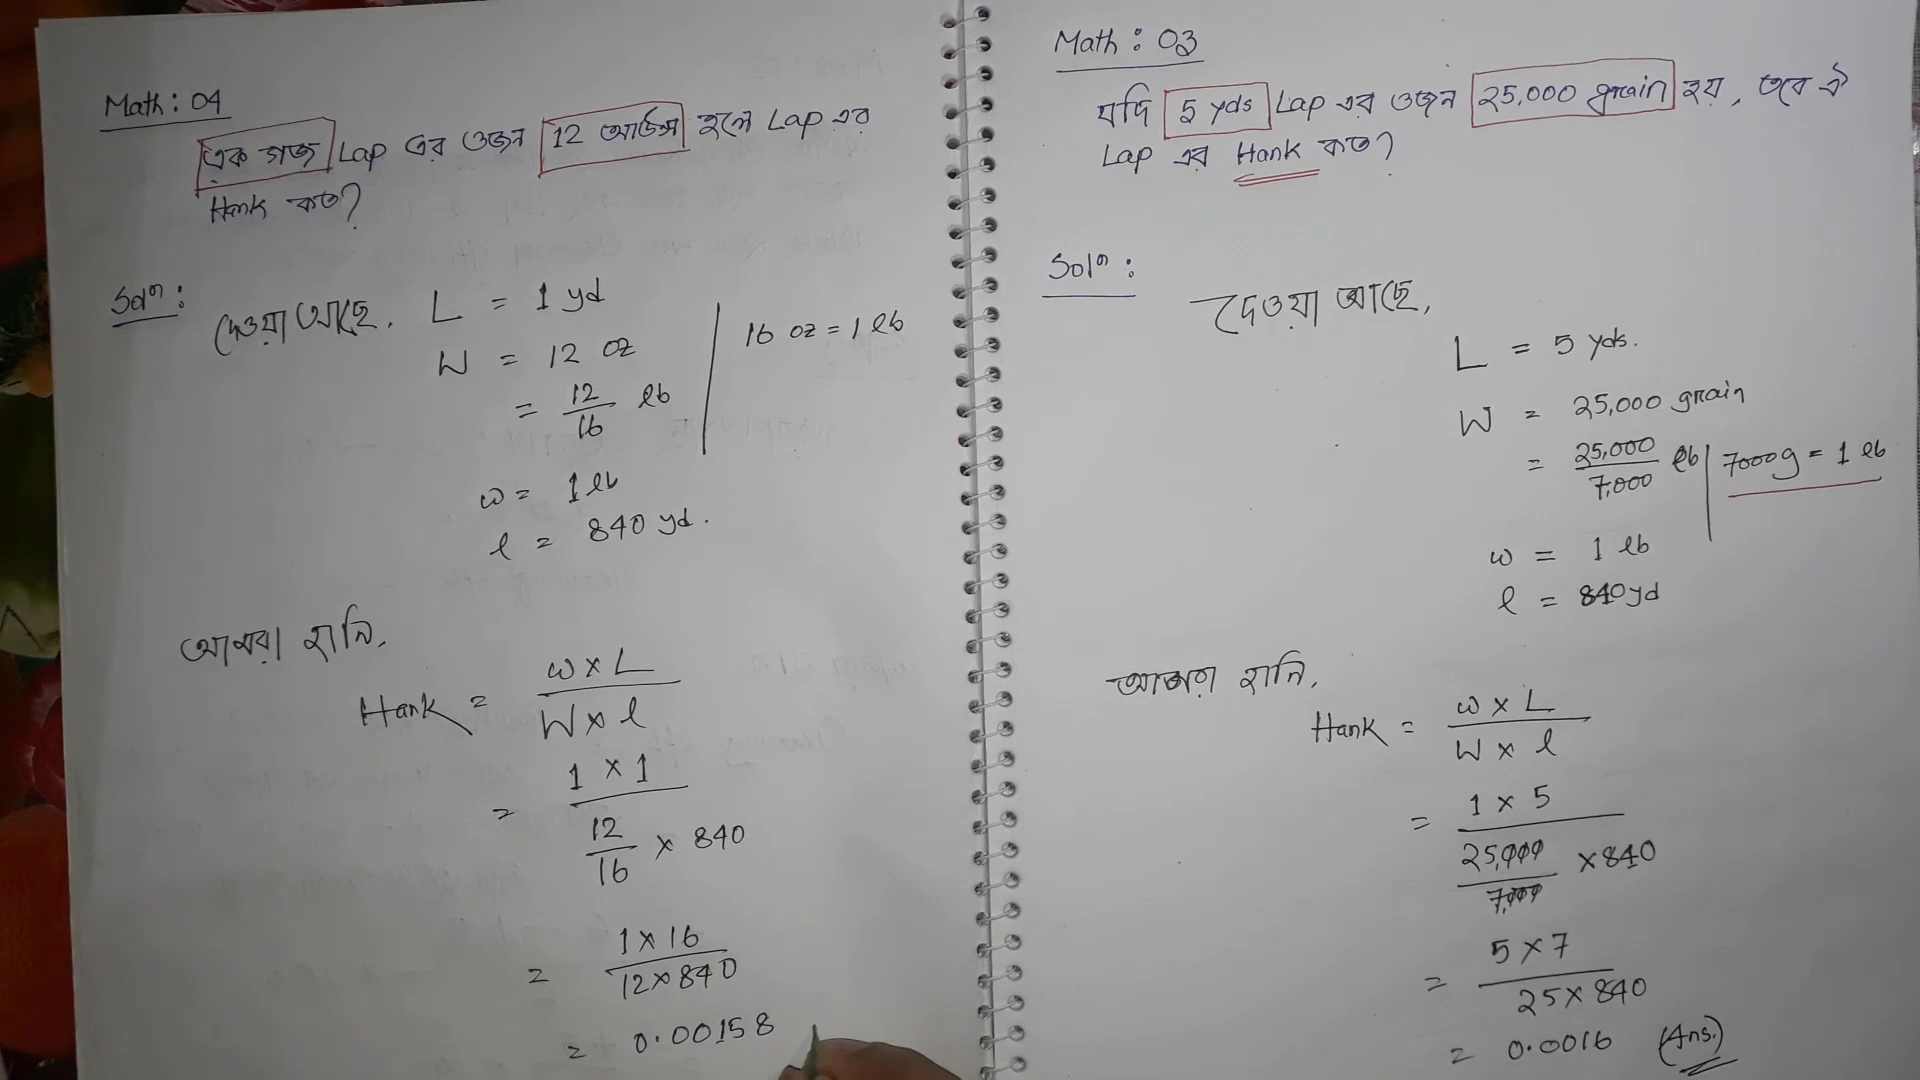 Math : 04
এক গজ Lap এর ওজন 12 আউন্স হলে Lap এর
Hank কত?
Solⁿ :
দেওয়া আছে, L = 1 yd
W = 12 oz
= 12/16 lb
16 oz = 1 lb
w = 1 lb
l = 840 yd.
আমরা জানি,
Hank = w x L / W x l
= 1 x 1 / 12/16 x 840
= 1 x 16 / 12 x 840
= 0.00158
Math : 03
যদি 5 yds Lap এর ওজন 25,000 grain হয়, তবে ঐ
Lap এর Hank কত?
Solⁿ :
দেওয়া আছে,
L = 5 yds.
W = 25,000 grain
= 25,000/7,000 lb
7000g = 1 lb
w = 1 lb
l = 840 yd
আমরা জানি,
Hank = w x L / W x l
= 1 x 5 / 25,000/7,000 x 840
= 5 x 7 / 25 x 840
= 0.0016 (Ans.)